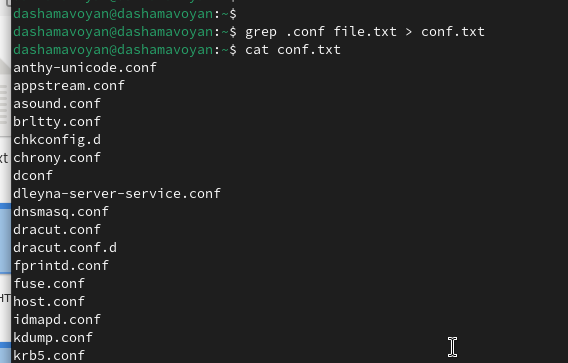 dashamavoyan@dashamavoyan:~$
dashamavoyan@dashamavoyan:~$ grep .conf file.txt > conf.txt
dashamavoyan@dashamavoyan:~$ cat conf.txt
anthy-unicode.conf
appstream.conf
asound.conf
brltty.conf
chkconfig.d
chrony.conf
dconf
dleyna-server-service.conf
dnsmasq.conf
dracut.conf
dracut.conf.d
fprintd.conf
fuse.conf
host.conf
idmapd.conf
kdump.conf
krb5.conf